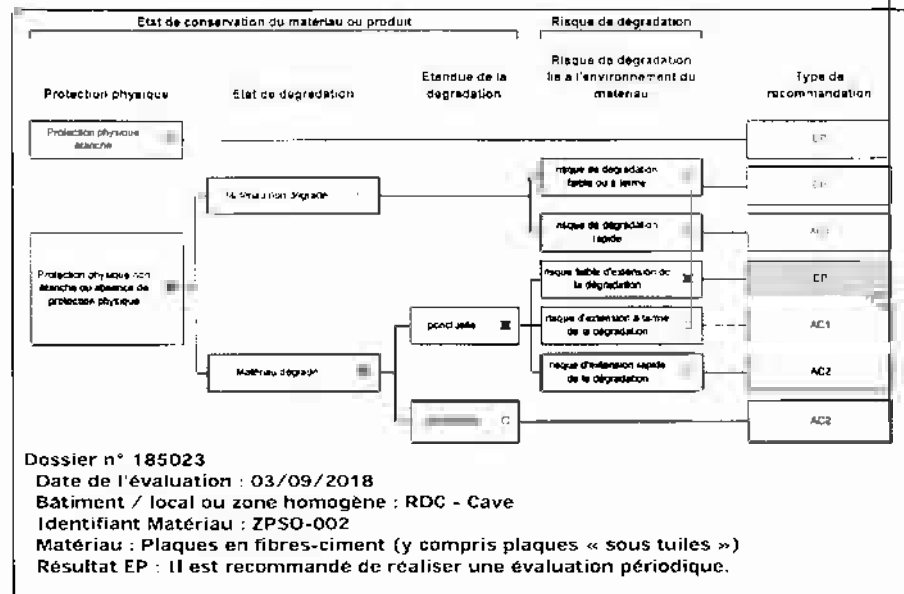 Etat de conservation du matériau ou produit
Risque de dégradation
Protection physique
Etat de dégradation
Etendue de la
dégradation
Risque de dégradation
lié à l'environnement du
matériau
Type de
recommandation
Protection physique
étanche
EP
Matériau non dégradé
risque de dégradation
faible ou à terme
EP
risque de dégradation
rapide
AC1
Protection physique non
étanche ou absence de
protection physique
risque faible d'extension de
la dégradation
EP
ponctuelle
risque d'extension à terme
de la dégradation
AC1
Matériau dégradé
risque d'extension rapide
de la dégradation
AC2
AC2
Dossier n° 185023
Date de l'évaluation : 03/09/2018
Bâtiment / local ou zone homogène : RDC - Cave
Identifiant Matériau : ZPSO-002
Matériau : Plaques en fibres-ciment (y compris plaques « sous tuiles »)
Résultat EP : Il est recommandé de réaliser une évaluation périodique.